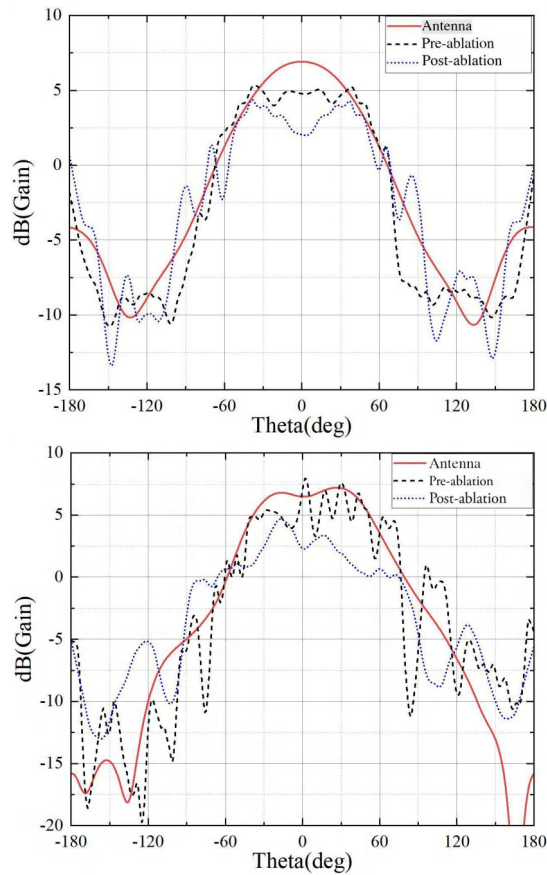 10
5
0
-5
-10
-15
dB(Gain)
Antenna
Pre-ablation
Post-ablation
-180 -120 -60 0 60 120 180
Theta(deg)
10
5
0
-5
-10
-15
-20
dB(Gain)
Antenna
Pre-ablation
Post-ablation
-180 -120 -60 0 60 120 180
Theta(deg)